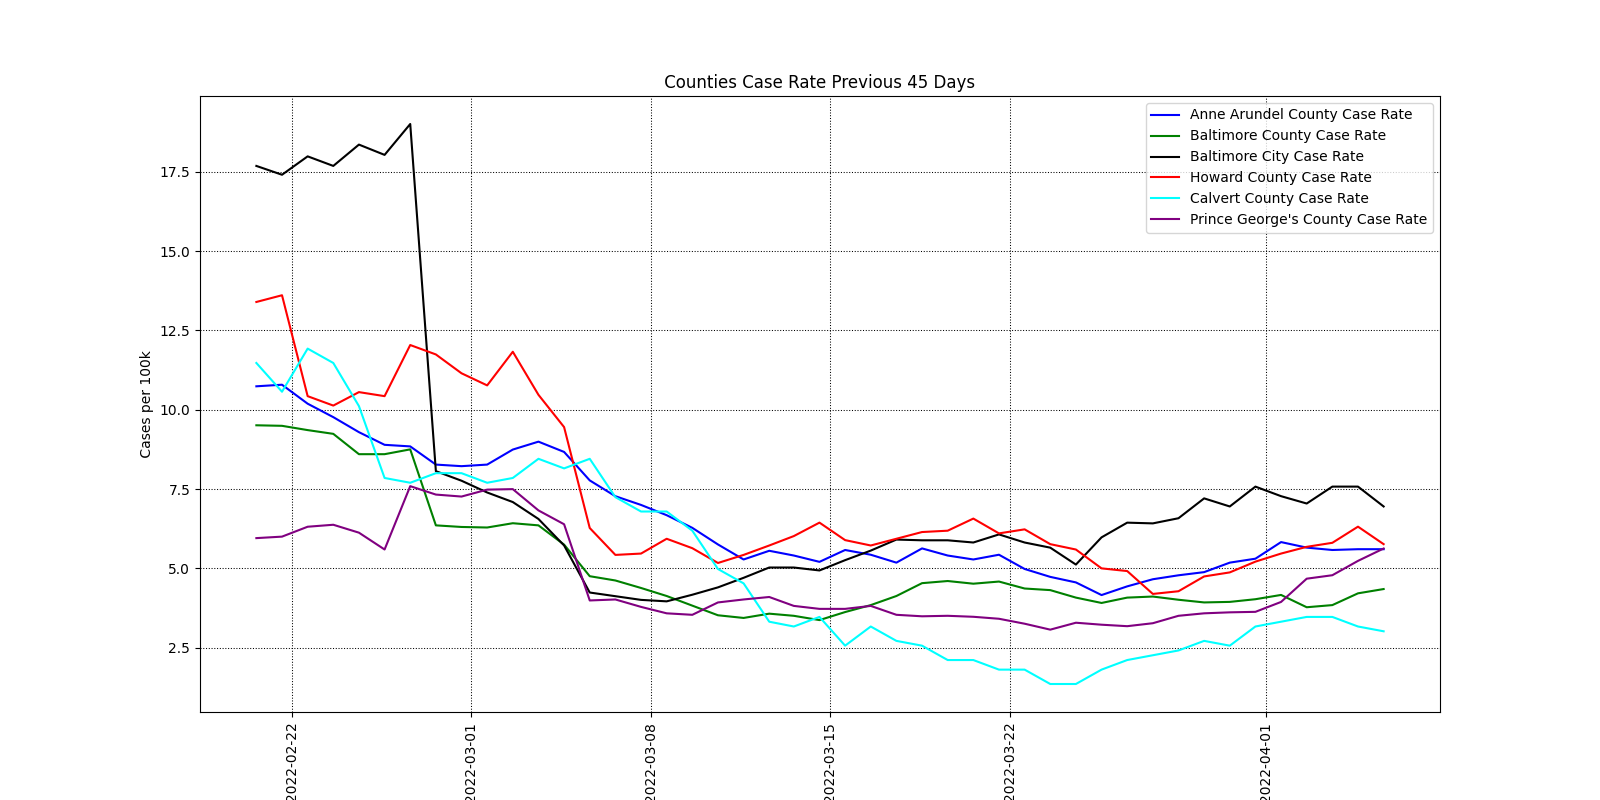 Counties Case Rate Previous 45 Days
Anne Arundel County Case Rate
Baltimore County Case Rate
Baltimore City Case Rate
Howard County Case Rate
Calvert County Case Rate
Prince George's County Case Rate
Cases per 100k
17.5
15.0
12.5
10.0
7.5
5.0
2.5
2022-02-22
2022-03-01
2022-03-08
2022-03-15
2022-03-22
2022-04-01